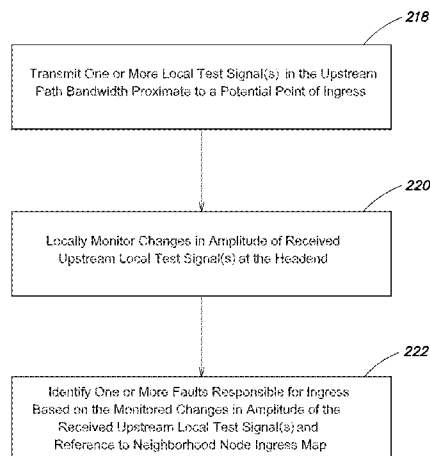 218
Transmit One or More Local Test Signal(s) in the Upstream
Path Bandwidth Proximate to a Potential Point of Ingress
220
Locally Monitor Changes in Amplitude of Received
Upstream Local Test Signal(s) at the Headend
222
Identify One or More Faults Responsible for Ingress
Based on the Monitored Changes in Amplitude of the
Received Upstream Local Test Signal(s) and
Reference to Neighborhood Node Ingress Map